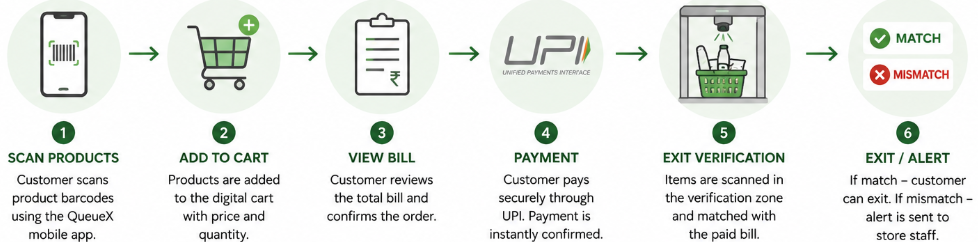 UPI
UNIFIED PAYMENTS INTERFACE
₹
MATCH
MISMATCH
1
SCAN PRODUCTS
Customer scans
product barcodes
using the QueueX
mobile app.
2
ADD TO CART
Products are added
to the digital cart
with price and
quantity.
3
VIEW BILL
Customer reviews
the total bill and
confirms the order.
4
PAYMENT
Customer pays
securely through
UPI. Payment is
instantly confirmed.
5
EXIT VERIFICATION
Items are scanned in
the verification zone
and matched with
the paid bill.
6
EXIT / ALERT
If match – customer
can exit. If mismatch –
alert is sent to
store staff.